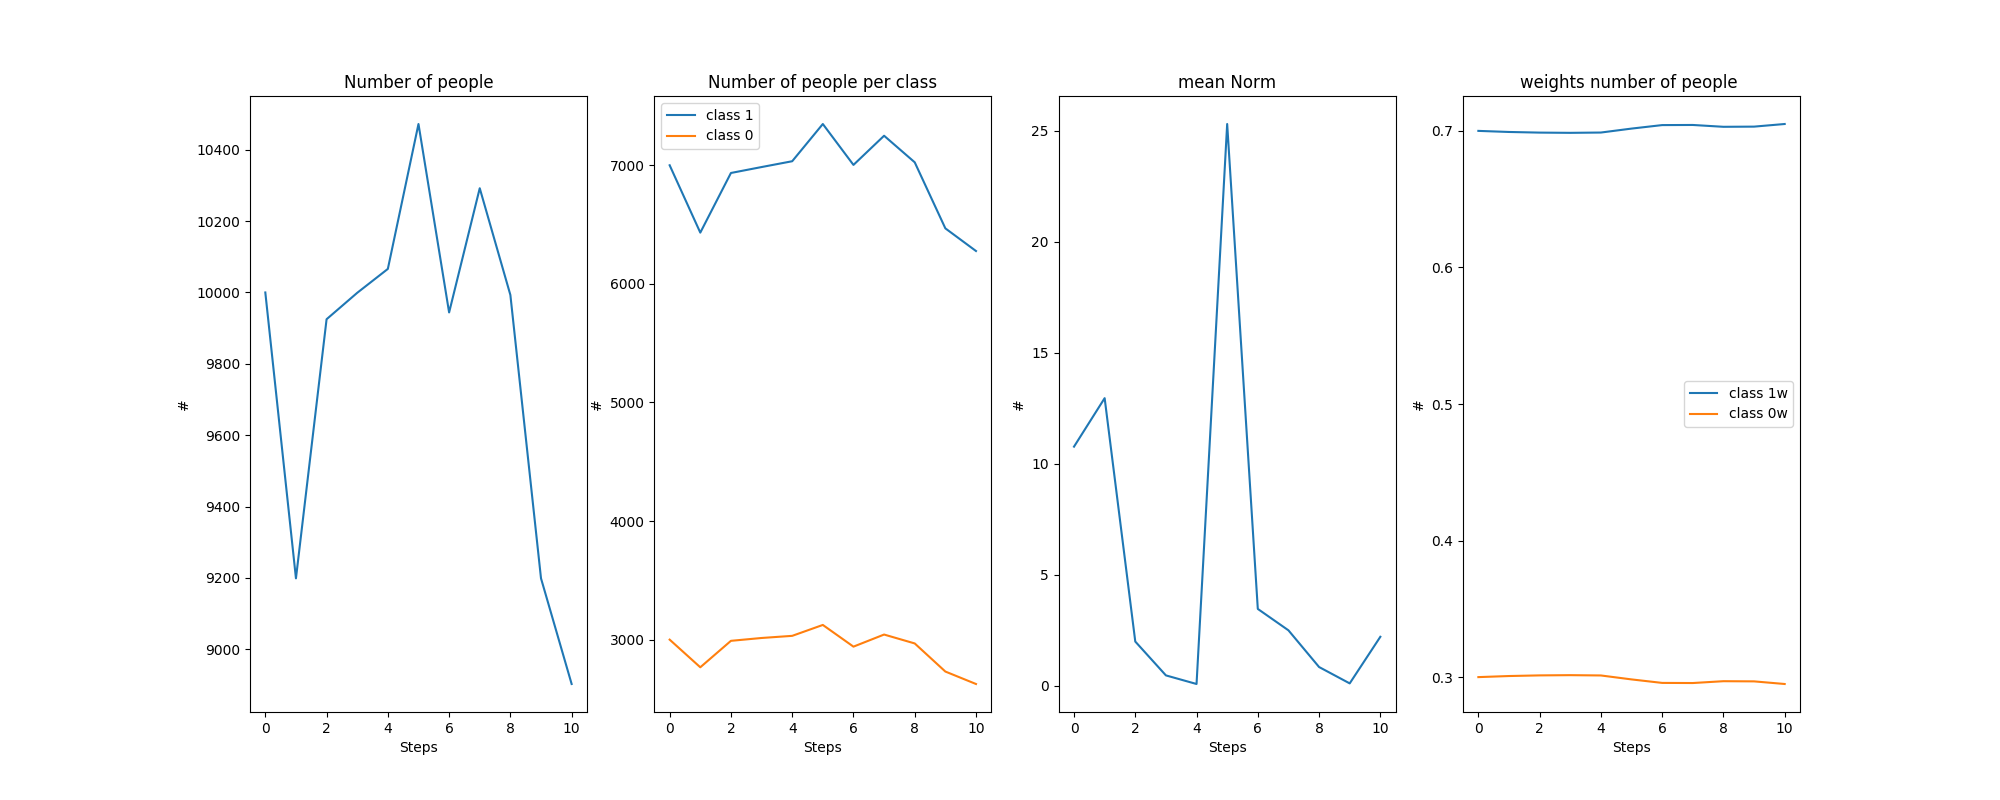 Number of people
10400
10200
10000
9800
9600
9400
9200
9000
#
0 2 4 6 8 10
Steps
Number of people per class
class 1
class 0
7000
6000
5000
4000
3000
#
0 2 4 6 8 10
Steps
mean Norm
25
20
15
10
5
0
#
0 2 4 6 8 10
Steps
weights number of people
0.7
0.6
0.5
0.4
0.3
#
class 1w
class 0w
0 2 4 6 8 10
Steps